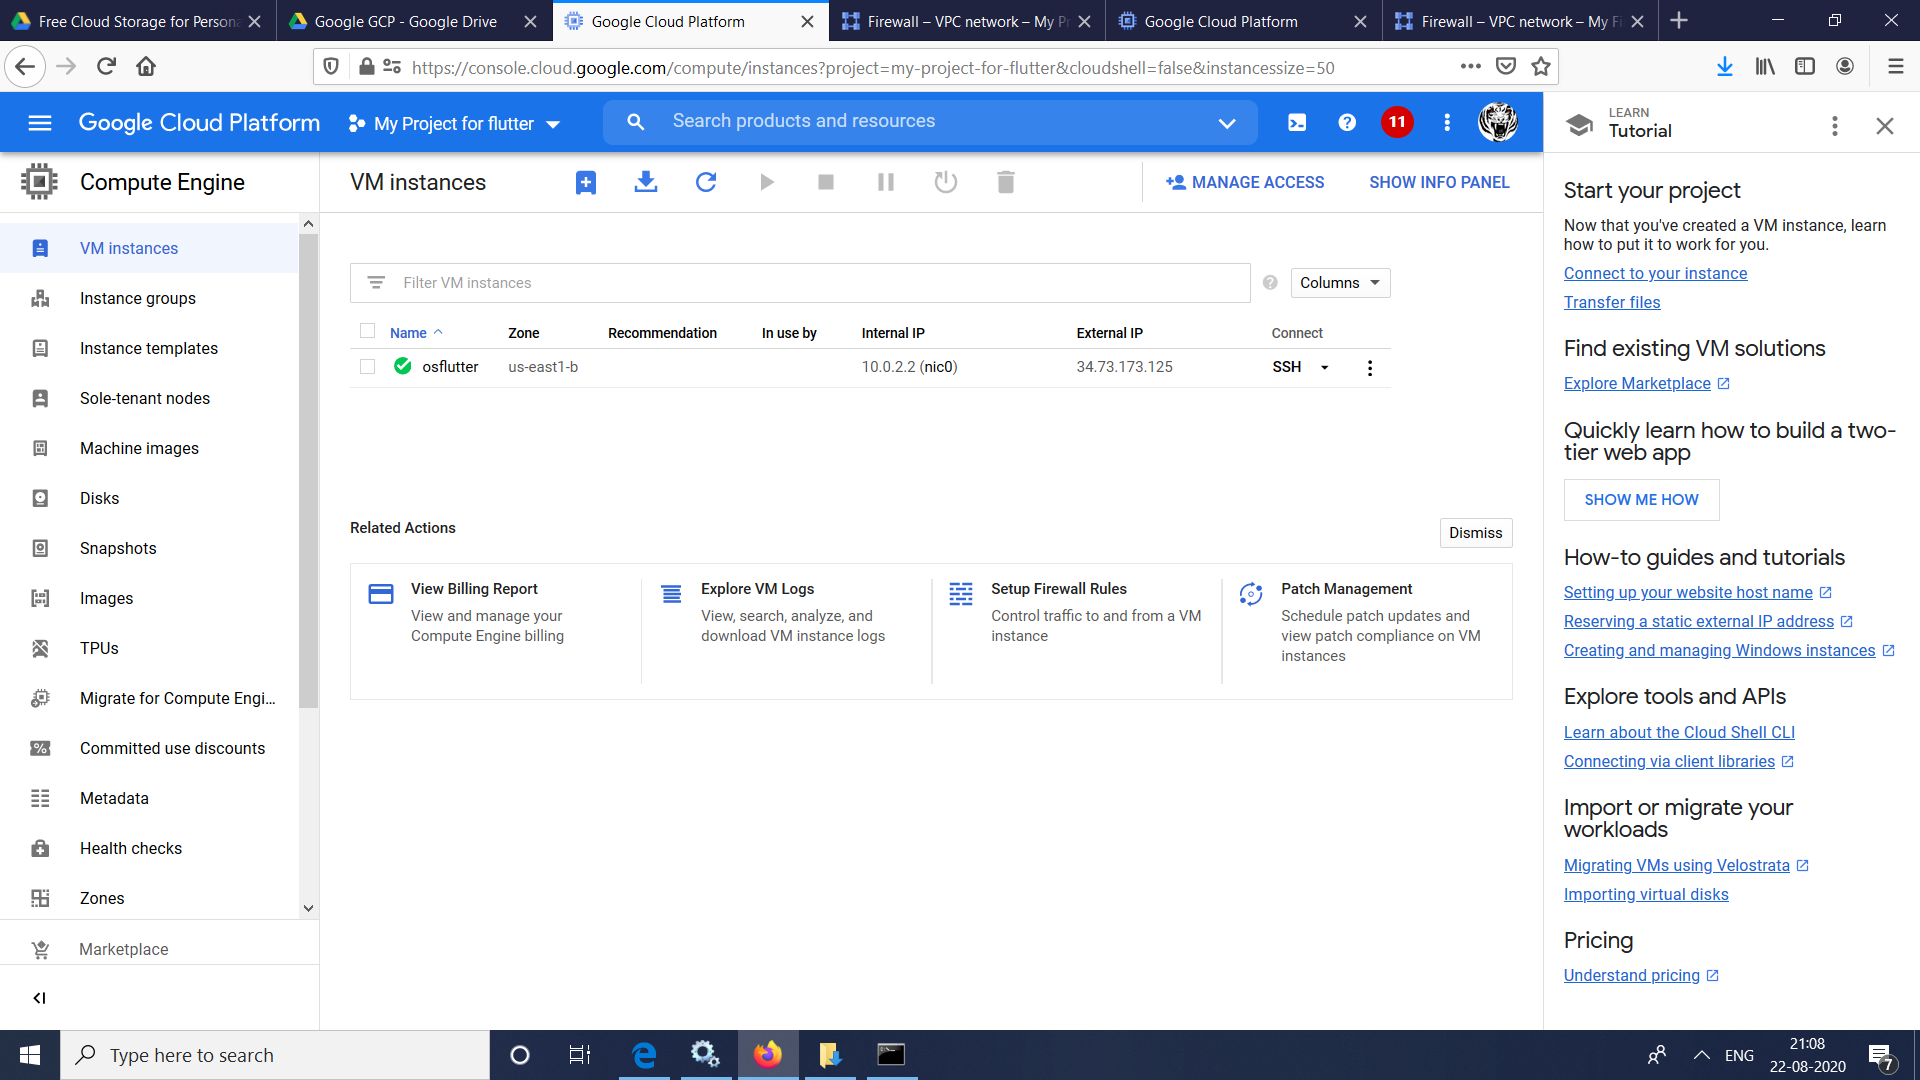 Free Cloud Storage for Persona
Google GCP - Google Drive
Google Cloud Platform
Firewall – VPC network – My Pr
Google Cloud Platform
Firewall – VPC network – My Fi
https://console.cloud.google.com/compute/instances?project=my-project-for-flutter&cloudshell=false&instancessize=50
Google Cloud Platform
My Project for flutter
Search products and resources
11
LEARN
Tutorial
Compute Engine
VM instances
MANAGE ACCESS
SHOW INFO PANEL
VM instances
Instance groups
Instance templates
Sole-tenant nodes
Machine images
Disks
Snapshots
Images
TPUs
Migrate for Compute Engi...
Committed use discounts
Metadata
Health checks
Zones
Marketplace
Filter VM instances
Columns
Name Zone Recommendation In use by Internal IP External IP Connect
osflutter us-east1-b 10.0.2.2 (nic0) 34.73.173.125 SSH
Related Actions
Dismiss
View Billing Report
View and manage your
Compute Engine billing
Explore VM Logs
View, search, analyze, and
download VM instance logs
Setup Firewall Rules
Control traffic to and from a VM
instance
Patch Management
Schedule patch updates and
view patch compliance on VM
instances
Start your project
Now that you've created a VM instance, learn
how to put it to work for you.
Connect to your instance
Transfer files
Find existing VM solutions
Explore Marketplace
Quickly learn how to build a two-
tier web app
SHOW ME HOW
How-to guides and tutorials
Setting up your website host name
Reserving a static external IP address
Creating and managing Windows instances
Explore tools and APIs
Learn about the Cloud Shell CLI
Connecting via client libraries
Import or migrate your
workloads
Migrating VMs using Velostrata
Importing virtual disks
Pricing
Understand pricing
Type here to search
ENG
21:08
22-08-2020
7